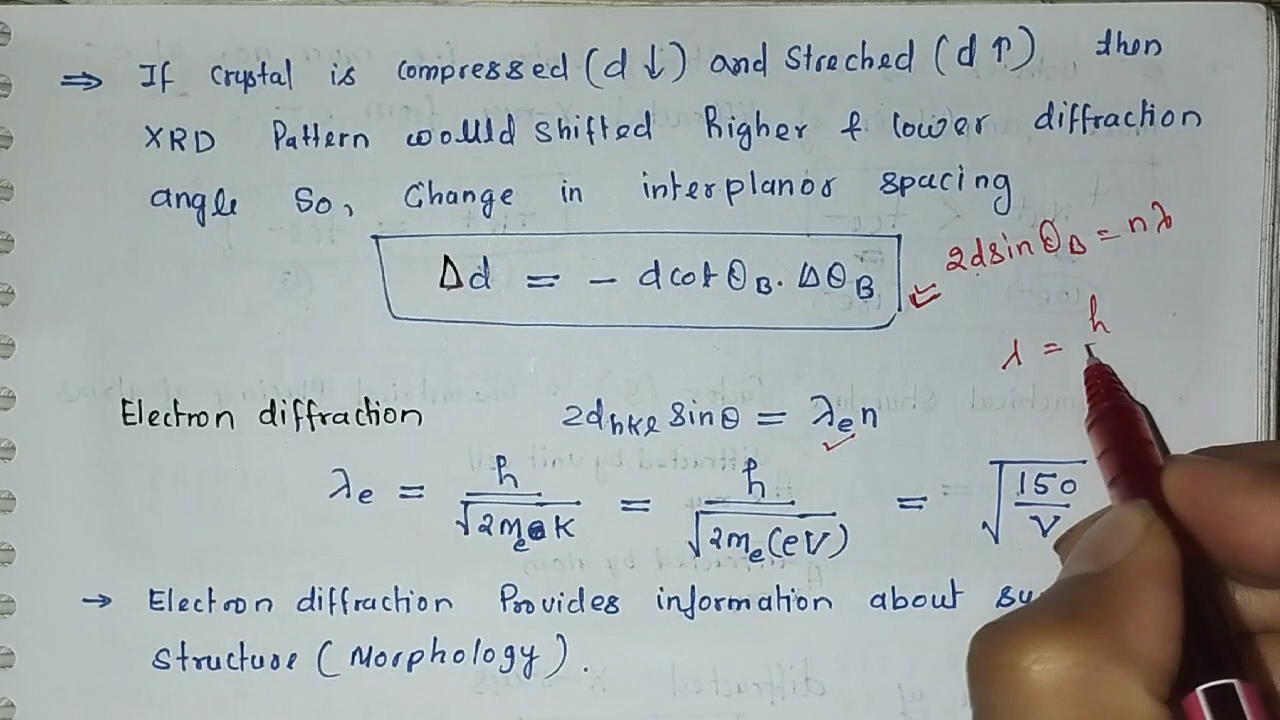 ⇒ If crystal is compressed (d ↓) and Streched (d ↑) then
XRD Pattern would shifted higher & lower diffraction
angle So, Change in interplanor spacing
Δd = - d cot θB . ΔθB
2d sin θB = nλ
λ = h
Electron diffraction 2dhkl sin θ = λe n
λe = h / √2me K = h / √2me (eV) = √150/V
→ Electron diffraction Provides information about
structure (Morphology).